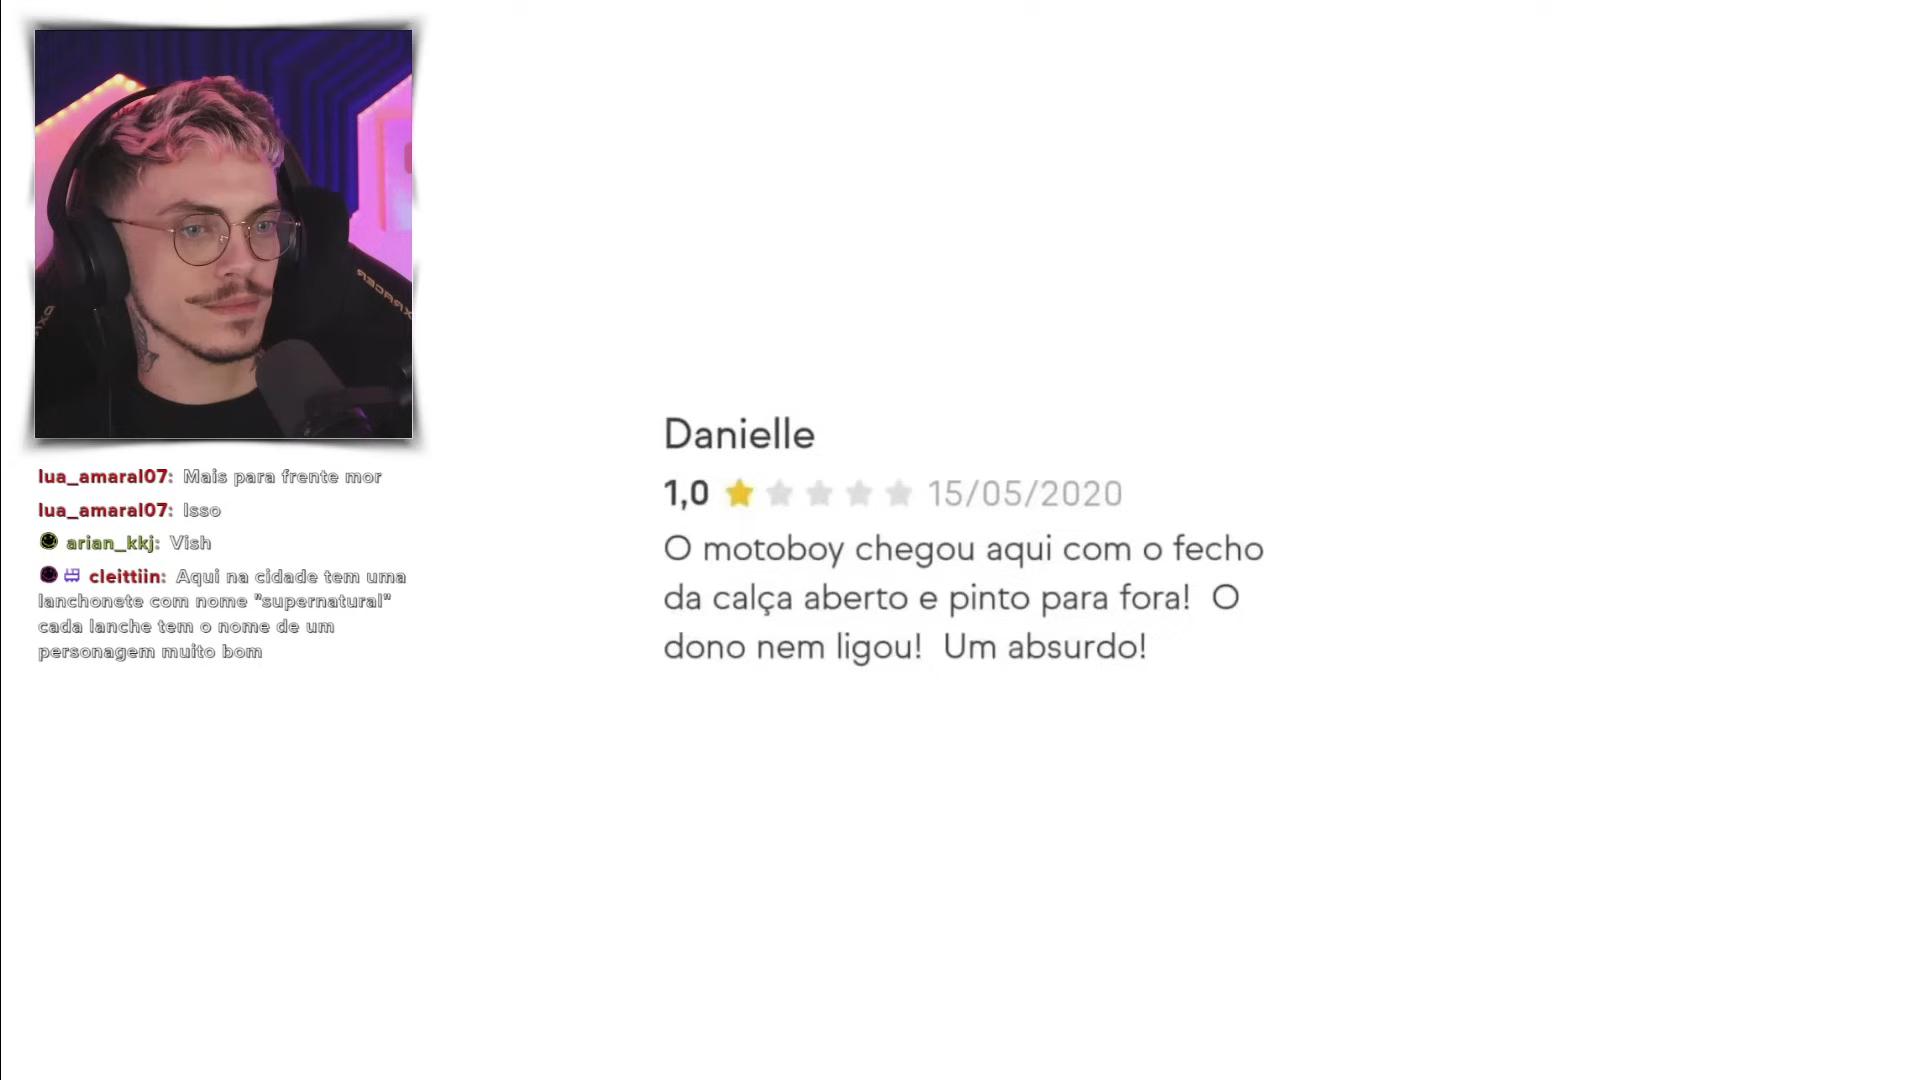 lua_amaral07: Mais para frente mor
lua_amaral07: Isso
arian_kkj: Vish
cleittiin: Aqui na cidade tem uma
lanchonete com nome "supernatural"
cada lanche tem o nome de um
personagem muito bom
Danielle
1,0 15/05/2020
O motoboy chegou aqui com o fecho
da calça aberto e pinto para fora!  O
dono nem ligou!  Um absurdo!